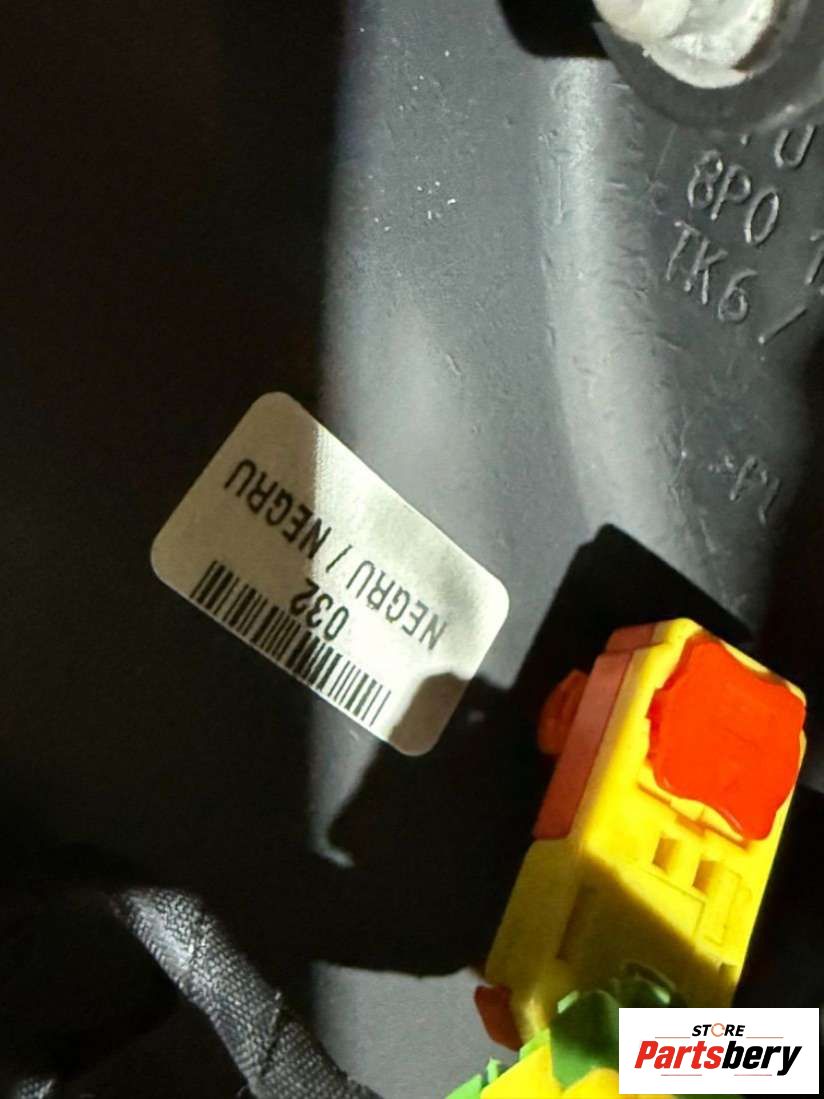 8P0
TK6 /
NEGRU / NEGRU
032
STORE
Partsbery